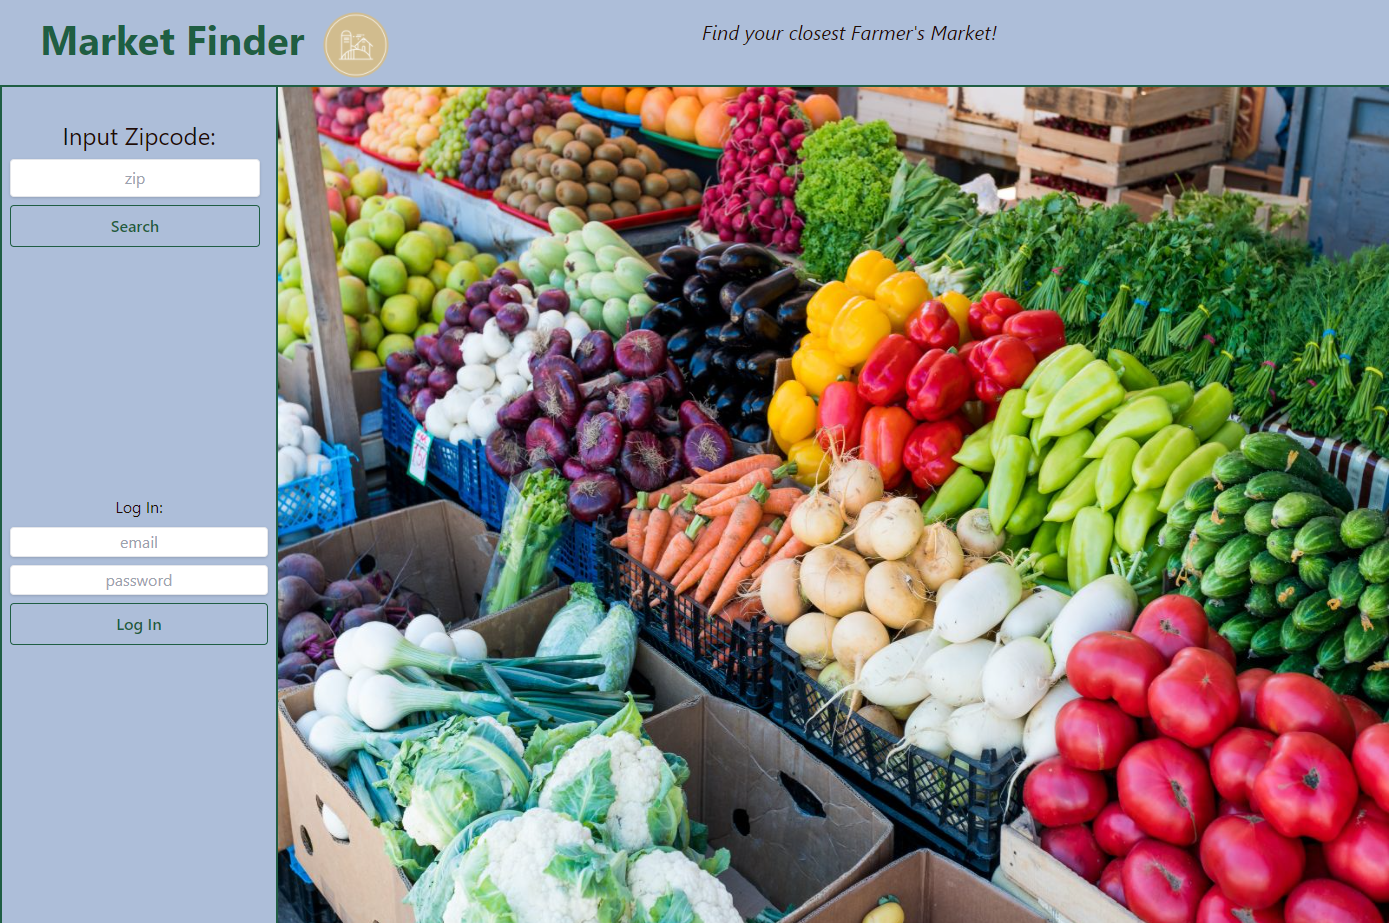 Market Finder
Find your closest Farmer's Market!
Input Zipcode:
zip
Search
Log In:
email
password
Log In